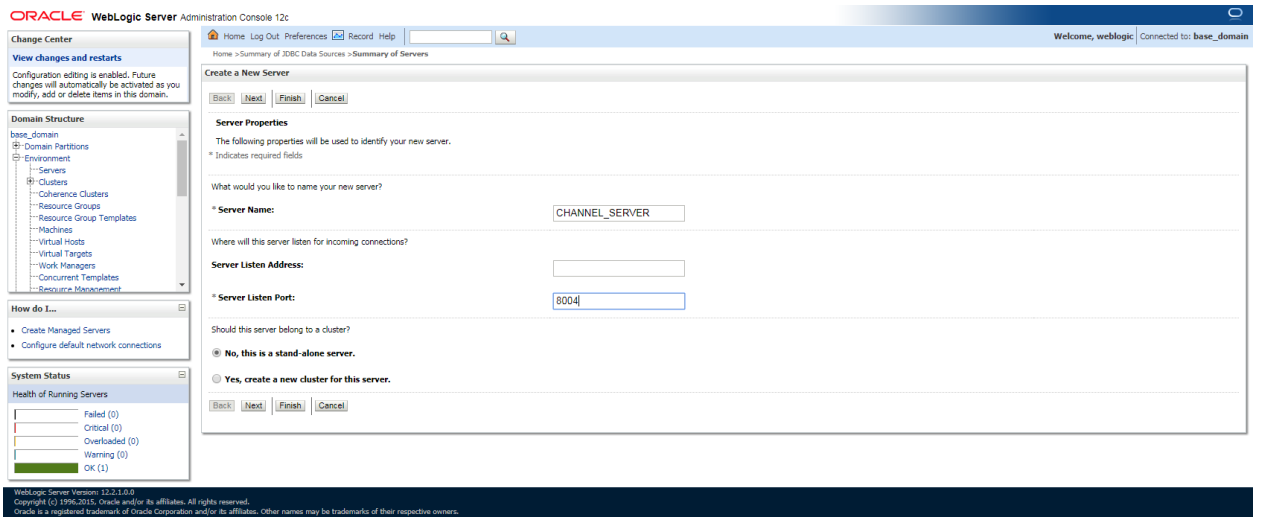 ORACLE WebLogic Server Administration Console 12c
Change Center
View changes and restarts
Configuration editing is enabled. Future
changes will automatically be activated as you
modify, add or delete items in this domain.
Domain Structure
base_domain
Domain Partitions
Environment
Servers
Clusters
Coherence Clusters
Resource Groups
Resource Group Templates
Machines
Virtual Hosts
Virtual Targets
Work Managers
Concurrent Templates
Resource Management
How do I...
Create Managed Servers
Configure default network connections
System Status
Health of Running Servers
Failed (0)
Critical (0)
Overloaded (0)
Warning (0)
OK (1)
Home Log Out Preferences Record Help
Welcome, weblogic Connected to: base_domain
Home >Summary of JDBC Data Sources >Summary of Servers
Create a New Server
Back Next Finish Cancel
Server Properties
The following properties will be used to identify your new server.
* Indicates required fields
What would you like to name your new server?
* Server Name: CHANNEL_SERVER
Where will this server listen for incoming connections?
Server Listen Address:
* Server Listen Port: 8004
Should this server belong to a cluster?
No, this is a stand-alone server.
Yes, create a new cluster for this server.
Back Next Finish Cancel
WebLogic Server Version: 12.2.1.0.0
Copyright (c) 1996,2015, Oracle and/or its affiliates. All rights reserved.
Oracle is a registered trademark of Oracle Corporation and/or its affiliates. Other names may be trademarks of their respective owners.